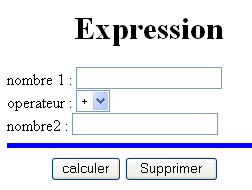 Expression
nombre 1 :
operateur : +
nombre2 :
calculer Supprimer